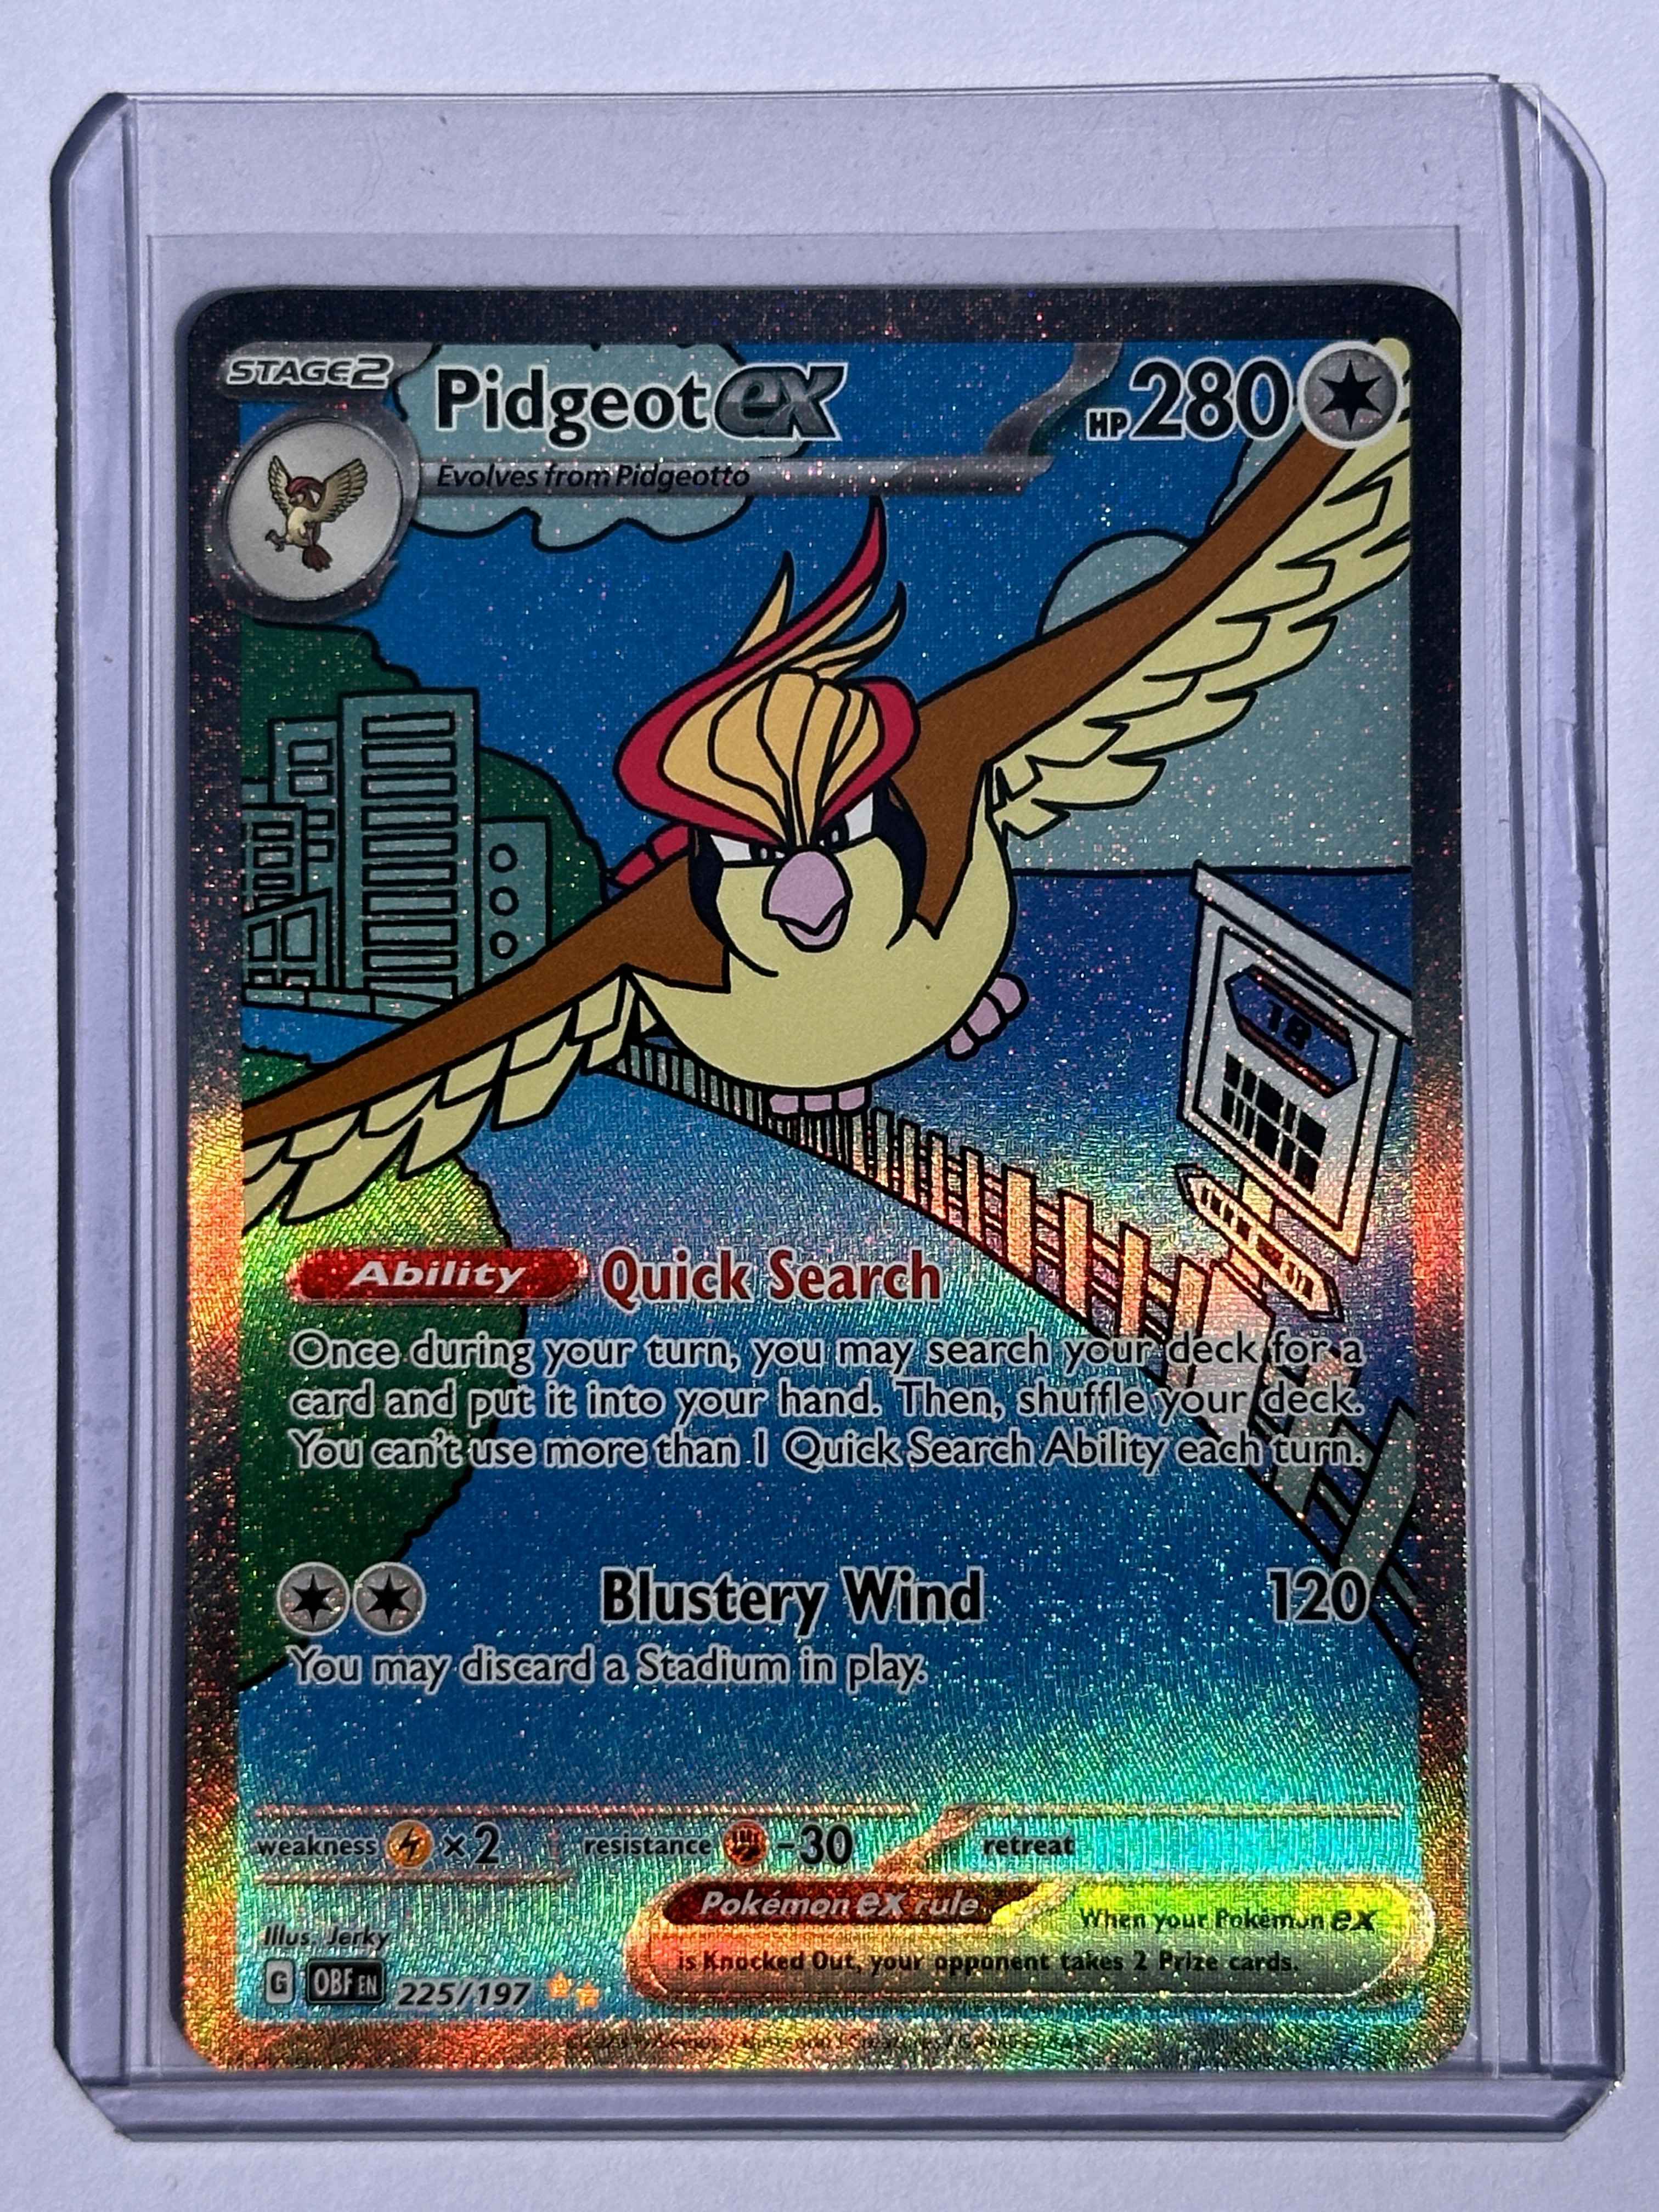 STAGE2
Pidgeot ex
HP 280
Evolves from Pidgeotto
TB
Ability Quick Search
Once during your turn, you may search your deck for a
card and put it into your hand. Then, shuffle your deck.
You can't use more than 1 Quick Search Ability each turn.
Blustery Wind 120
You may discard a Stadium in play.
weakness ×2 resistance -30 retreat
Pokémon ex rule When your Pokémon ex
is Knocked Out, your opponent takes 2 Prize cards.
Illus. Jerky
G OBF EN 225/197